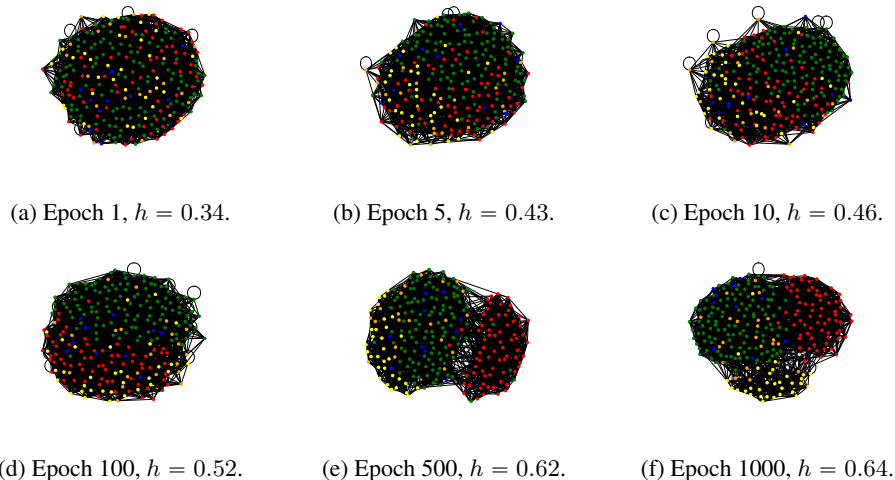 (a) Epoch 1, h = 0.34.
(b) Epoch 5, h = 0.43.
(c) Epoch 10, h = 0.46.
(d) Epoch 100, h = 0.52.
(e) Epoch 500, h = 0.62.
(f) Epoch 1000, h = 0.64.